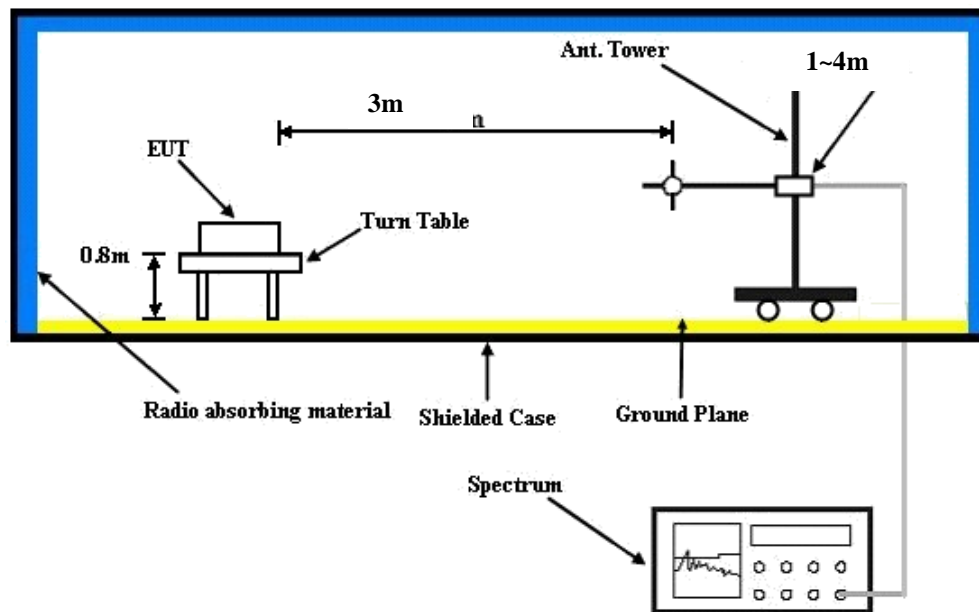 Ant. Tower
1~4m
3m
n
EUT
Turn Table
0.8m
Radio absorbing material
Shielded Case
Ground Plane
Spectrum